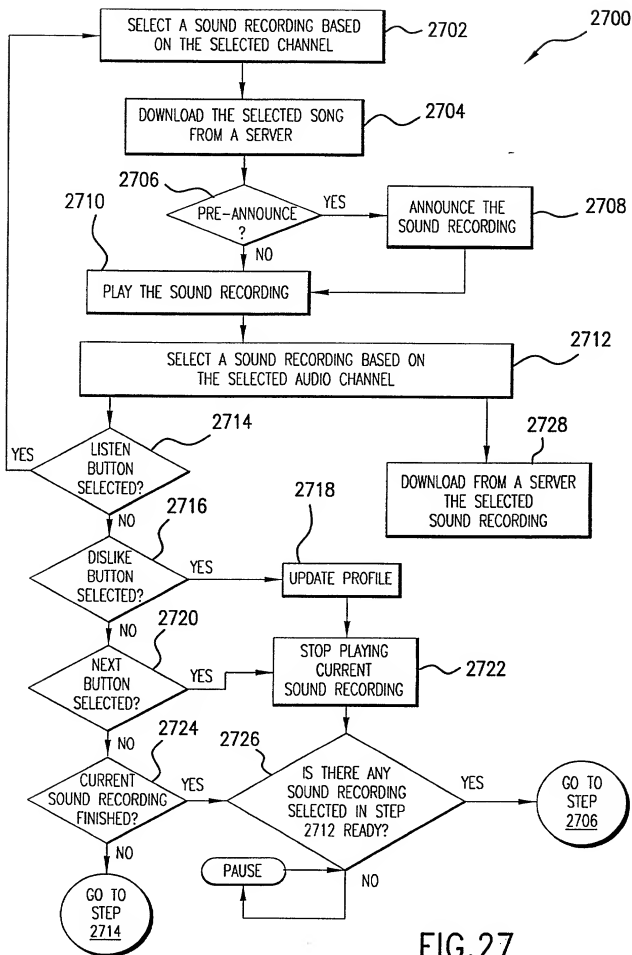 SELECT A SOUND RECORDING BASED
ON THE SELECTED CHANNEL
2702
2700
DOWNLOAD THE SELECTED SONG
FROM A SERVER
2704
2706
PRE-ANNOUNCE
?
YES
NO
ANNOUNCE THE
SOUND RECORDING
2708
2710
PLAY THE SOUND RECORDING
SELECT A SOUND RECORDING BASED ON
THE SELECTED AUDIO CHANNEL
2712
YES
LISTEN
BUTTON
SELECTED?
2714
NO
2728
DOWNLOAD FROM A SERVER
THE SELECTED
SOUND RECORDING
DISLIKE
BUTTON
SELECTED?
2716
YES
NO
2718
UPDATE PROFILE
NEXT
BUTTON
SELECTED?
2720
YES
NO
STOP PLAYING
CURRENT
SOUND RECORDING
2722
CURRENT
SOUND RECORDING
FINISHED?
2724
YES
NO
2726
IS THERE ANY
SOUND RECORDING
SELECTED IN STEP
2712 READY?
YES
NO
GO TO
STEP
2706
PAUSE
GO TO
STEP
2714
FIG.27